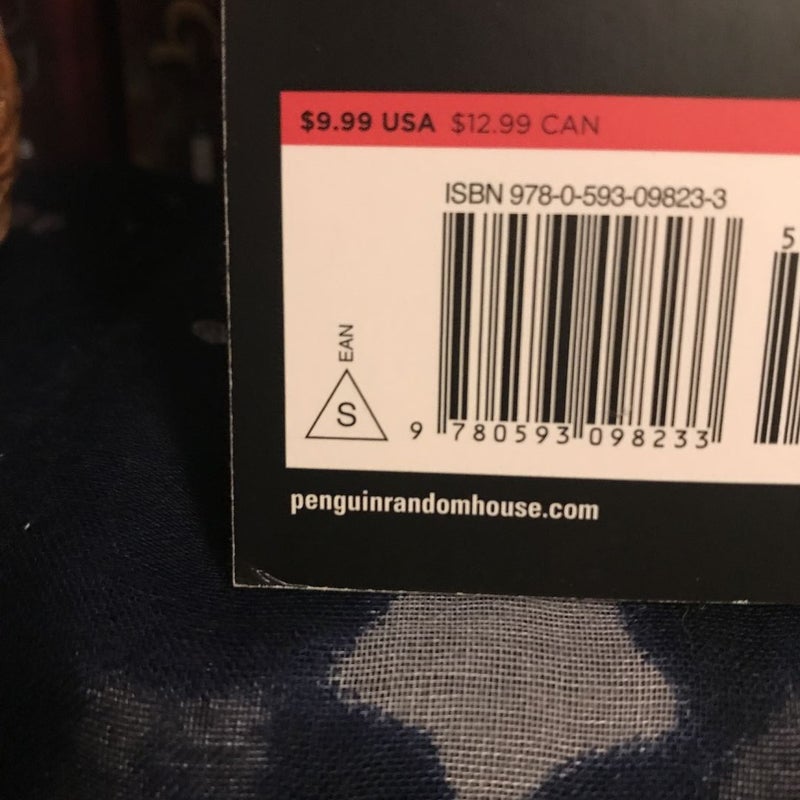 $9.99 USA $12.99 CAN
ISBN 978-0-593-09823-3
5
EAN
S
9 780593 098233
penguinrandomhouse.com